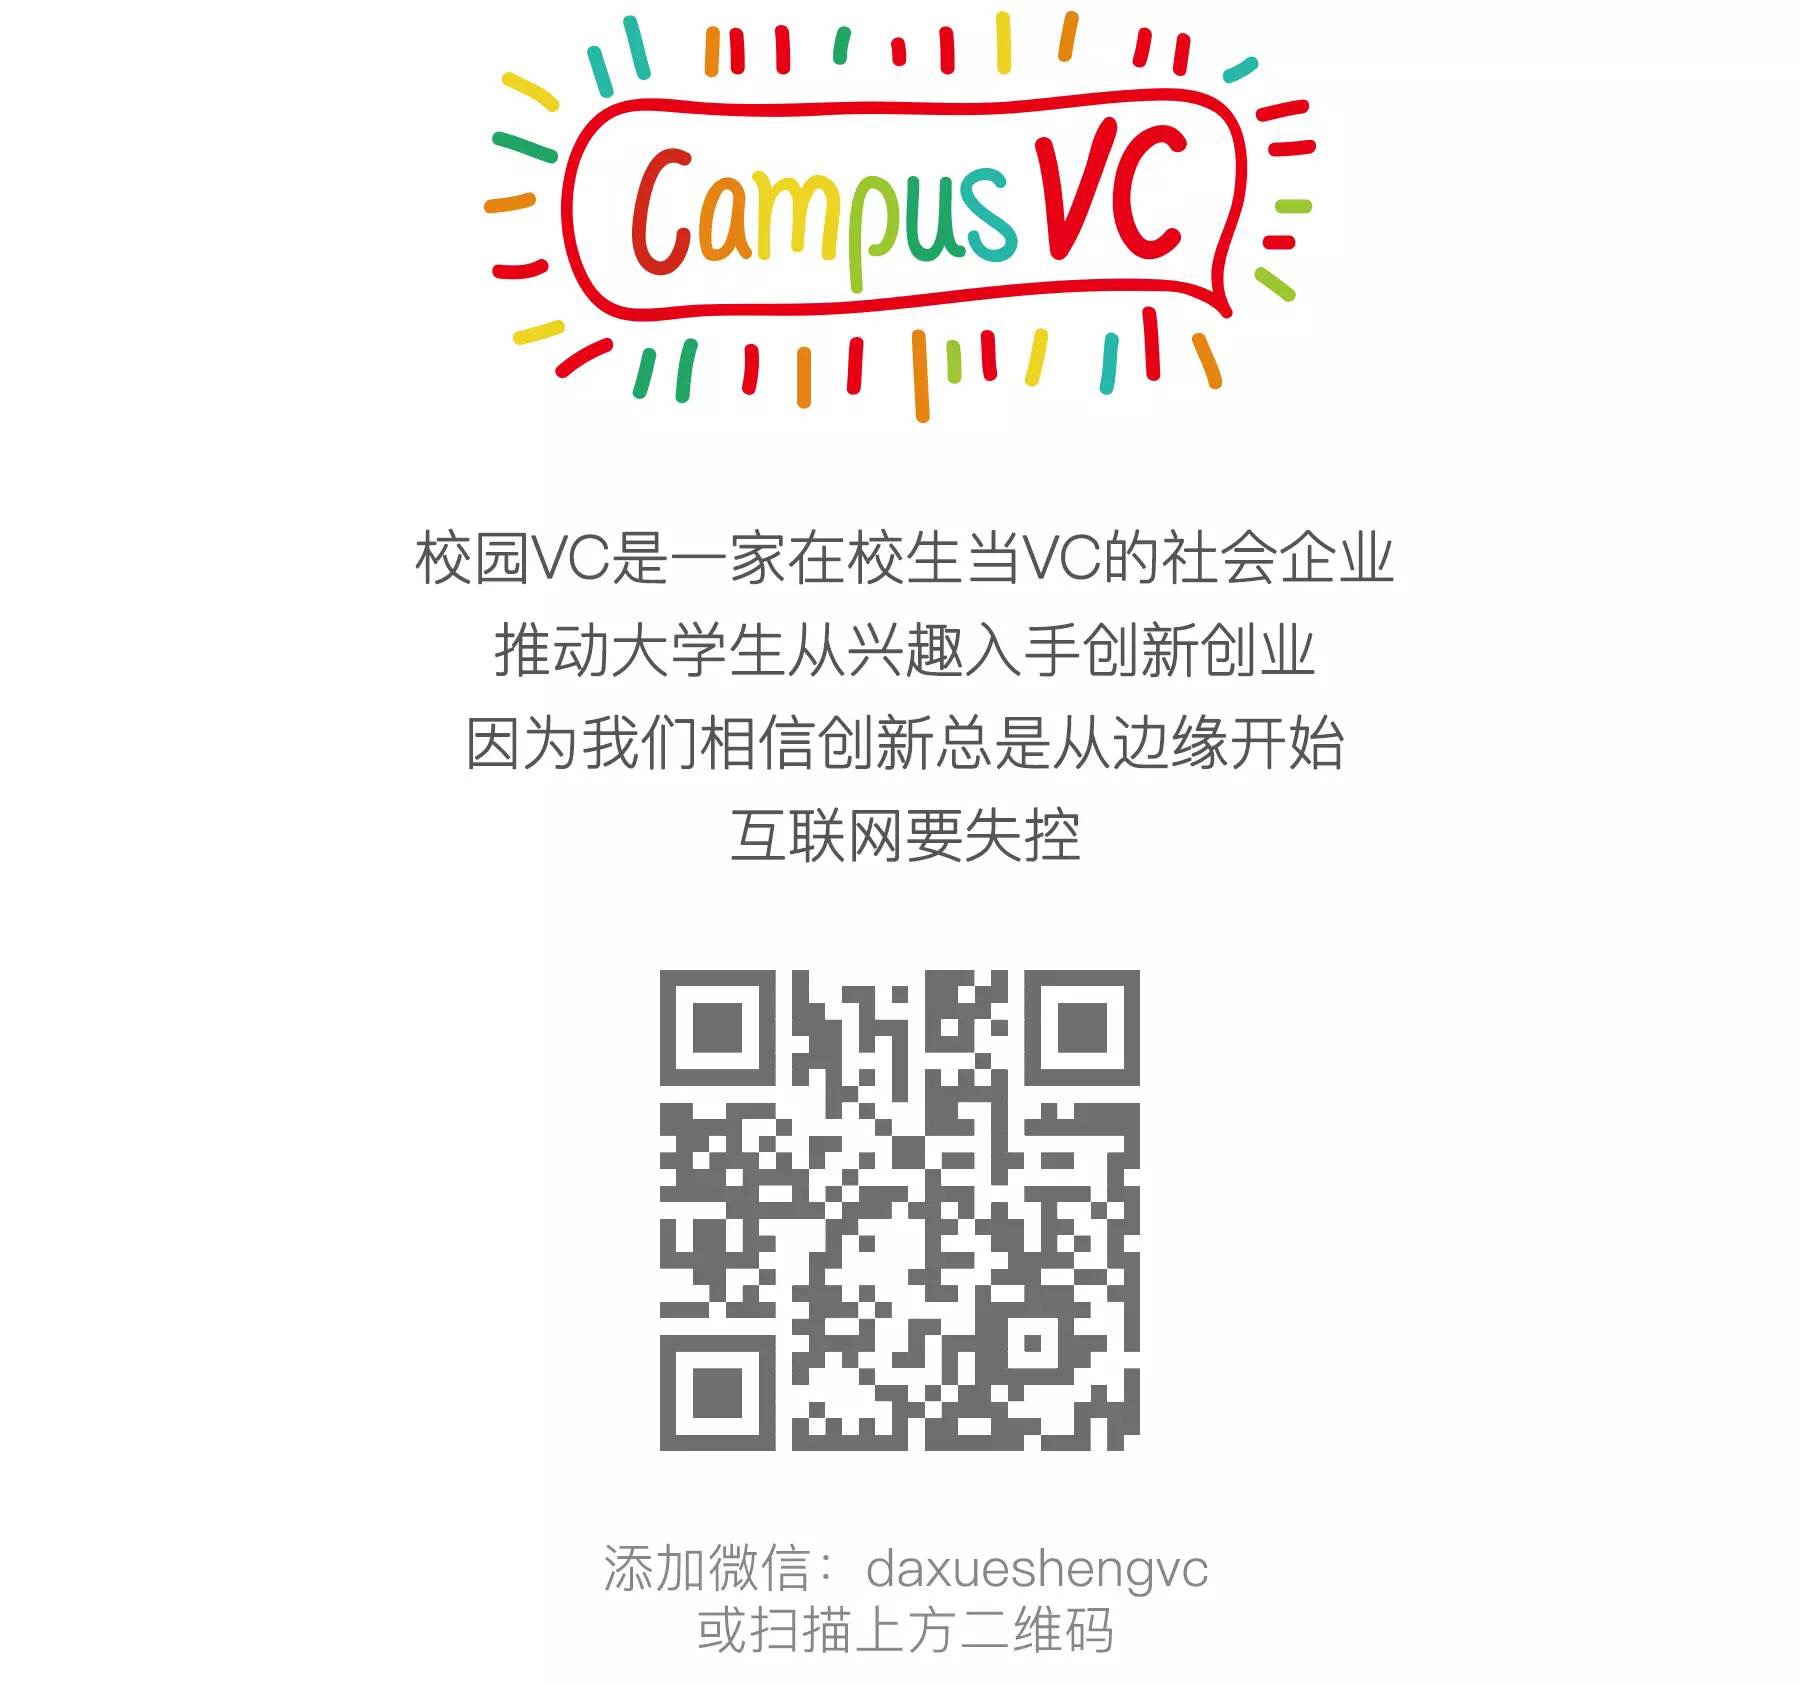 Campus VC
校园VC是一家在校生当VC的社会企业
推动大学生从兴趣入手创新创业
因为我们相信创新总是从边缘开始
互联网要失控
添加微信：daxueshengvc
或扫描上方二维码